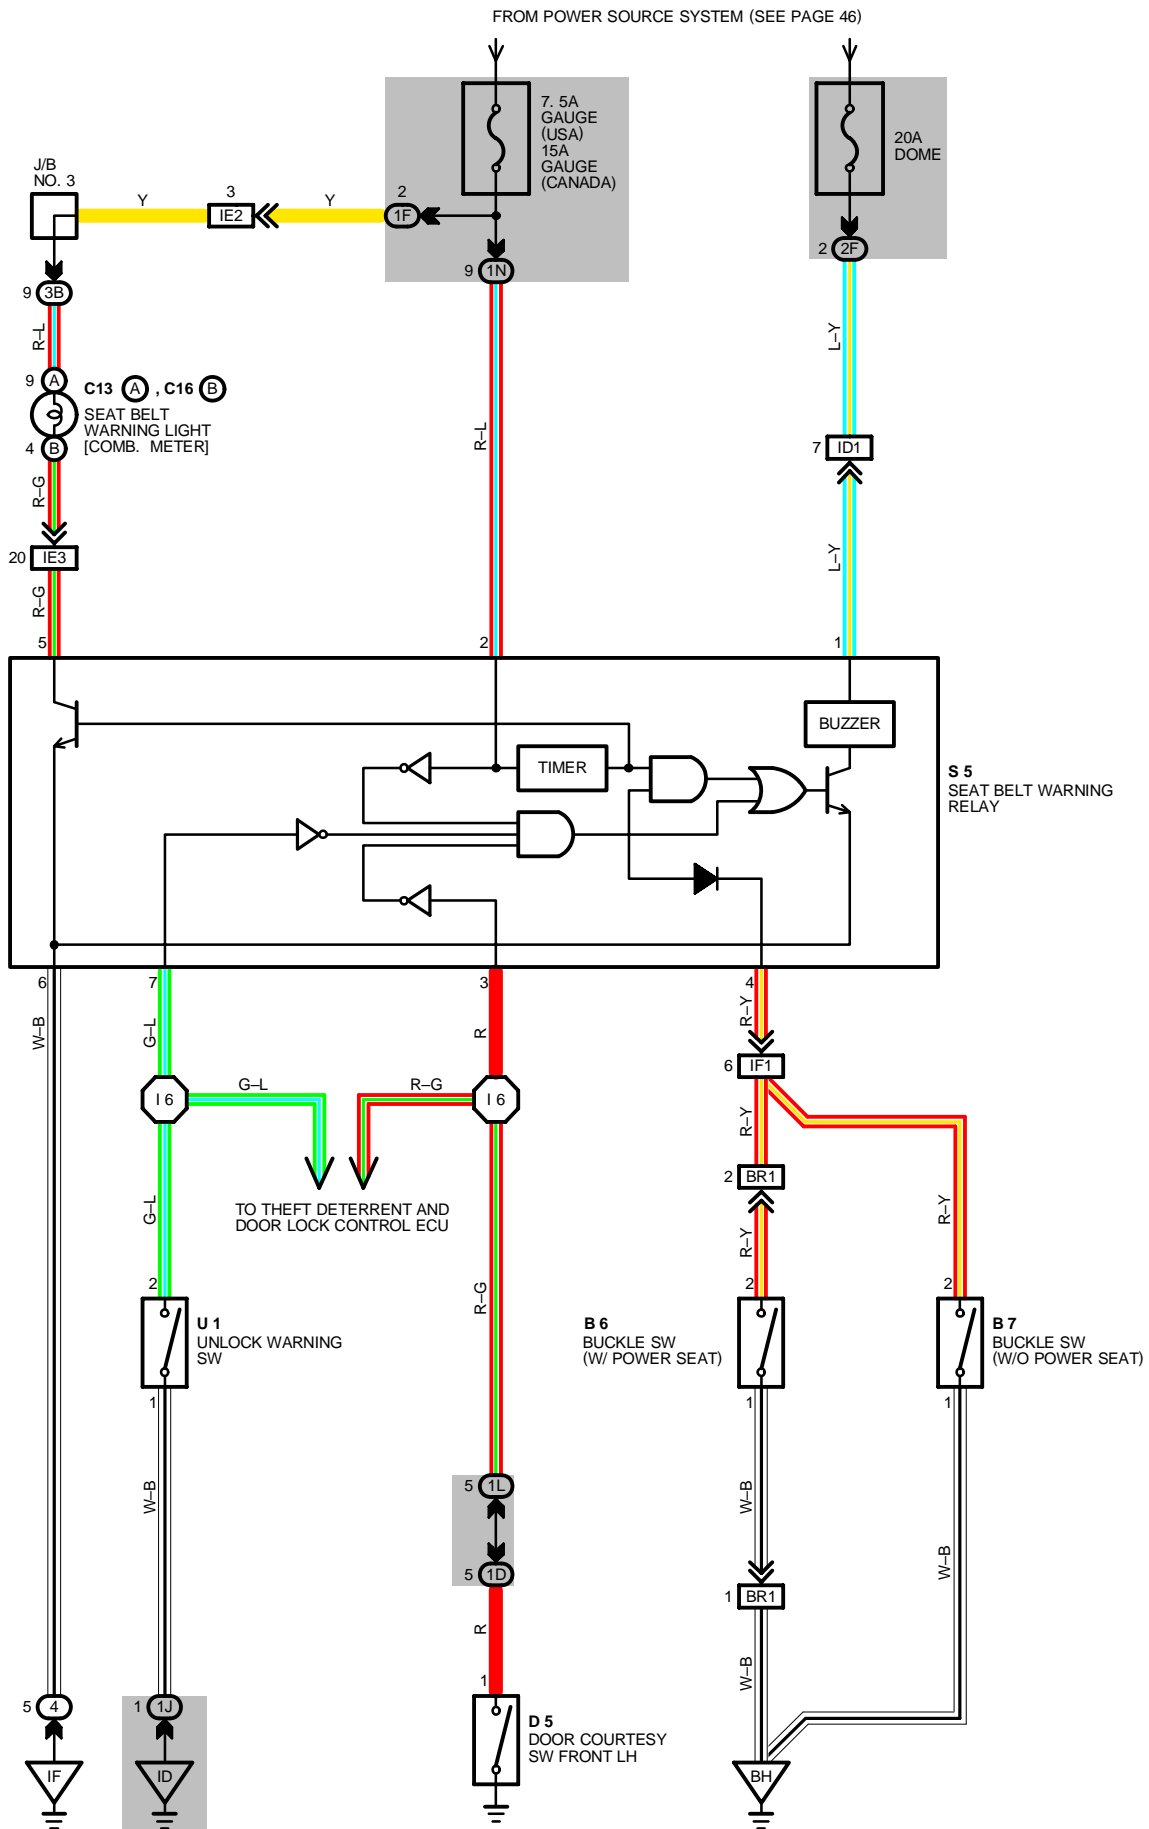 FROM POWER SOURCE SYSTEM (SEE PAGE 46)
7. 5A
GAUGE
(USA)
15A
GAUGE
(CANADA)
20A
DOME
J/B
NO. 3
Y
3
IE2
Y
2
1F
9 1N
2 2F
9 3B
R–L
R–L
L–Y
9 A
C13 A , C16 B
SEAT BELT
WARNING LIGHT
[COMB. METER]
4 B
7 ID1
R–G
20 IE3
R–G
L–Y
5
2
1
BUZZER
TIMER
S 5
SEAT BELT WARNING
RELAY
6
7
3
4
W–B
G–L
R
R–Y
6 IF1
I 6
G–L
R–G
I 6
R–Y
2 BR1
TO THEFT DETERRENT AND
DOOR LOCK CONTROL ECU
G–L
R–G
R–Y
R–Y
2
2
2
U 1
UNLOCK WARNING
SW
B 6
BUCKLE SW
(W/ POWER SEAT)
B 7
BUCKLE SW
(W/O POWER SEAT)
1
1
1
W–B
5 1L
W–B
W–B
5 1D
1 BR1
R
W–B
1
5 4
1 1J
D 5
DOOR COURTESY
SW FRONT LH
IF
ID
BH